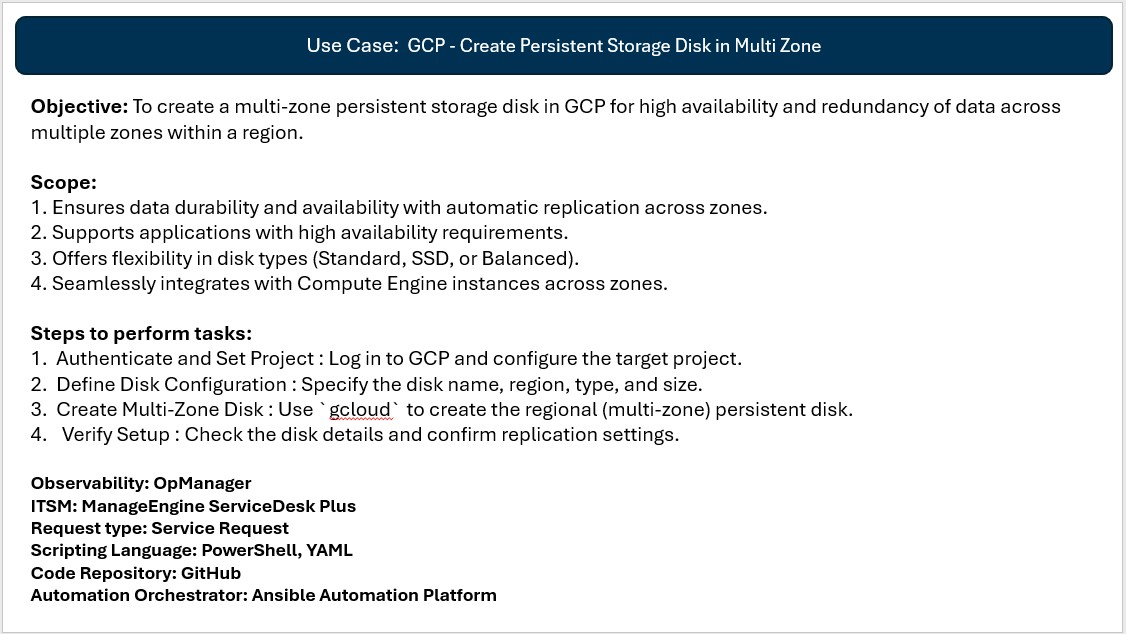 Use Case: GCP - Create Persistent Storage Disk in Multi Zone
Objective: To create a multi-zone persistent storage disk in GCP for high availability and redundancy of data across
multiple zones within a region.
Scope:
1. Ensures data durability and availability with automatic replication across zones.
2. Supports applications with high availability requirements.
3. Offers flexibility in disk types (Standard, SSD, or Balanced).
4. Seamlessly integrates with Compute Engine instances across zones.
Steps to perform tasks:
1. Authenticate and Set Project : Log in to GCP and configure the target project.
2. Define Disk Configuration : Specify the disk name, region, type, and size.
3. Create Multi-Zone Disk : Use `gcloud` to create the regional (multi-zone) persistent disk.
4. Verify Setup : Check the disk details and confirm replication settings.
Observability: OpManager
ITSM: ManageEngine ServiceDesk Plus
Request type: Service Request
Scripting Language: PowerShell, YAML
Code Repository: GitHub
Automation Orchestrator: Ansible Automation Platform